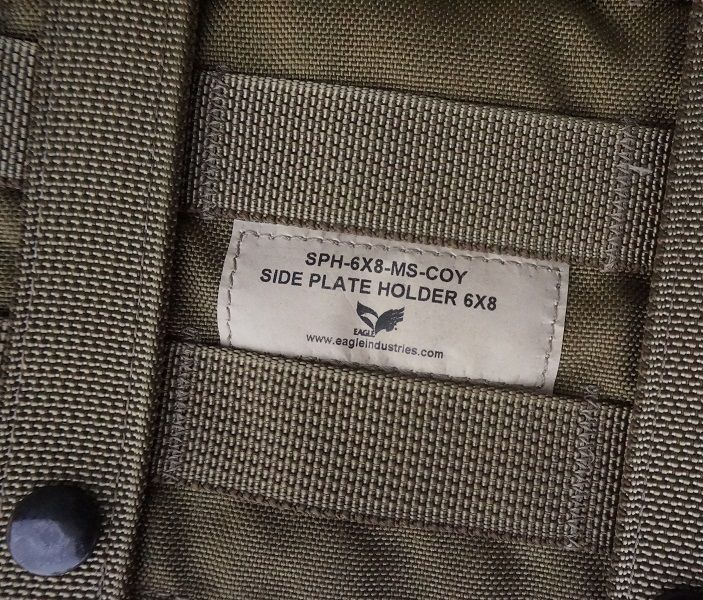 SPH-6X8-MS-COY
SIDE PLATE HOLDER 6X8
EAGLE
www.eagleindustries.com